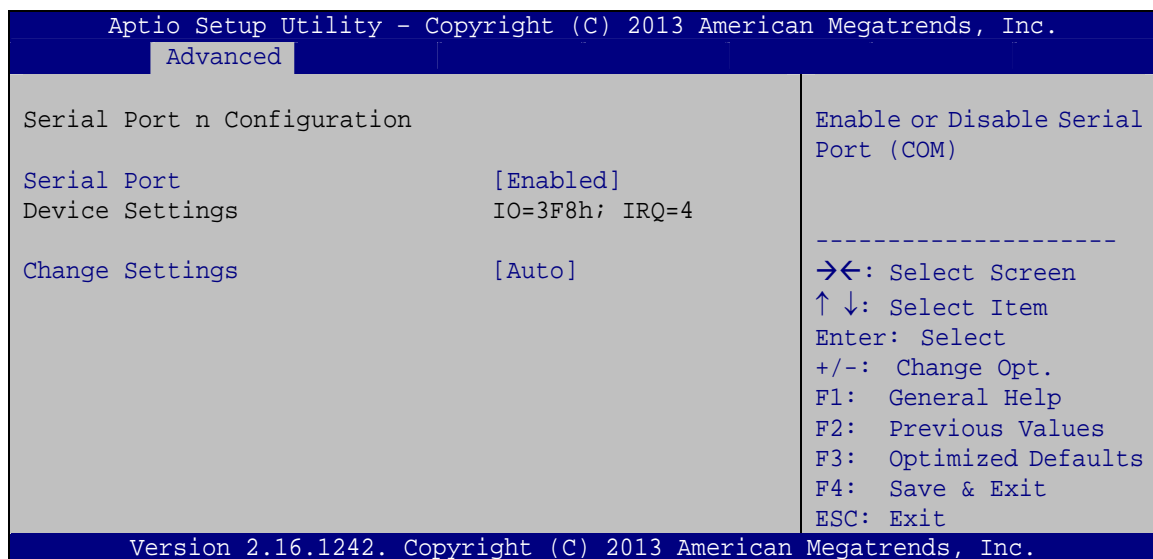 Aptio Setup Utility – Copyright (C) 2013 American Megatrends, Inc.
Advanced
Serial Port n Configuration
Serial Port [Enabled]
Device Settings IO=3F8h; IRQ=4
Change Settings [Auto]
Enable or Disable Serial
Port (COM)
---------------------
→←: Select Screen
↑ ↓: Select Item
Enter: Select
+/-: Change Opt.
F1: General Help
F2: Previous Values
F3: Optimized Defaults
F4: Save & Exit
ESC: Exit
Version 2.16.1242. Copyright (C) 2013 American Megatrends, Inc.